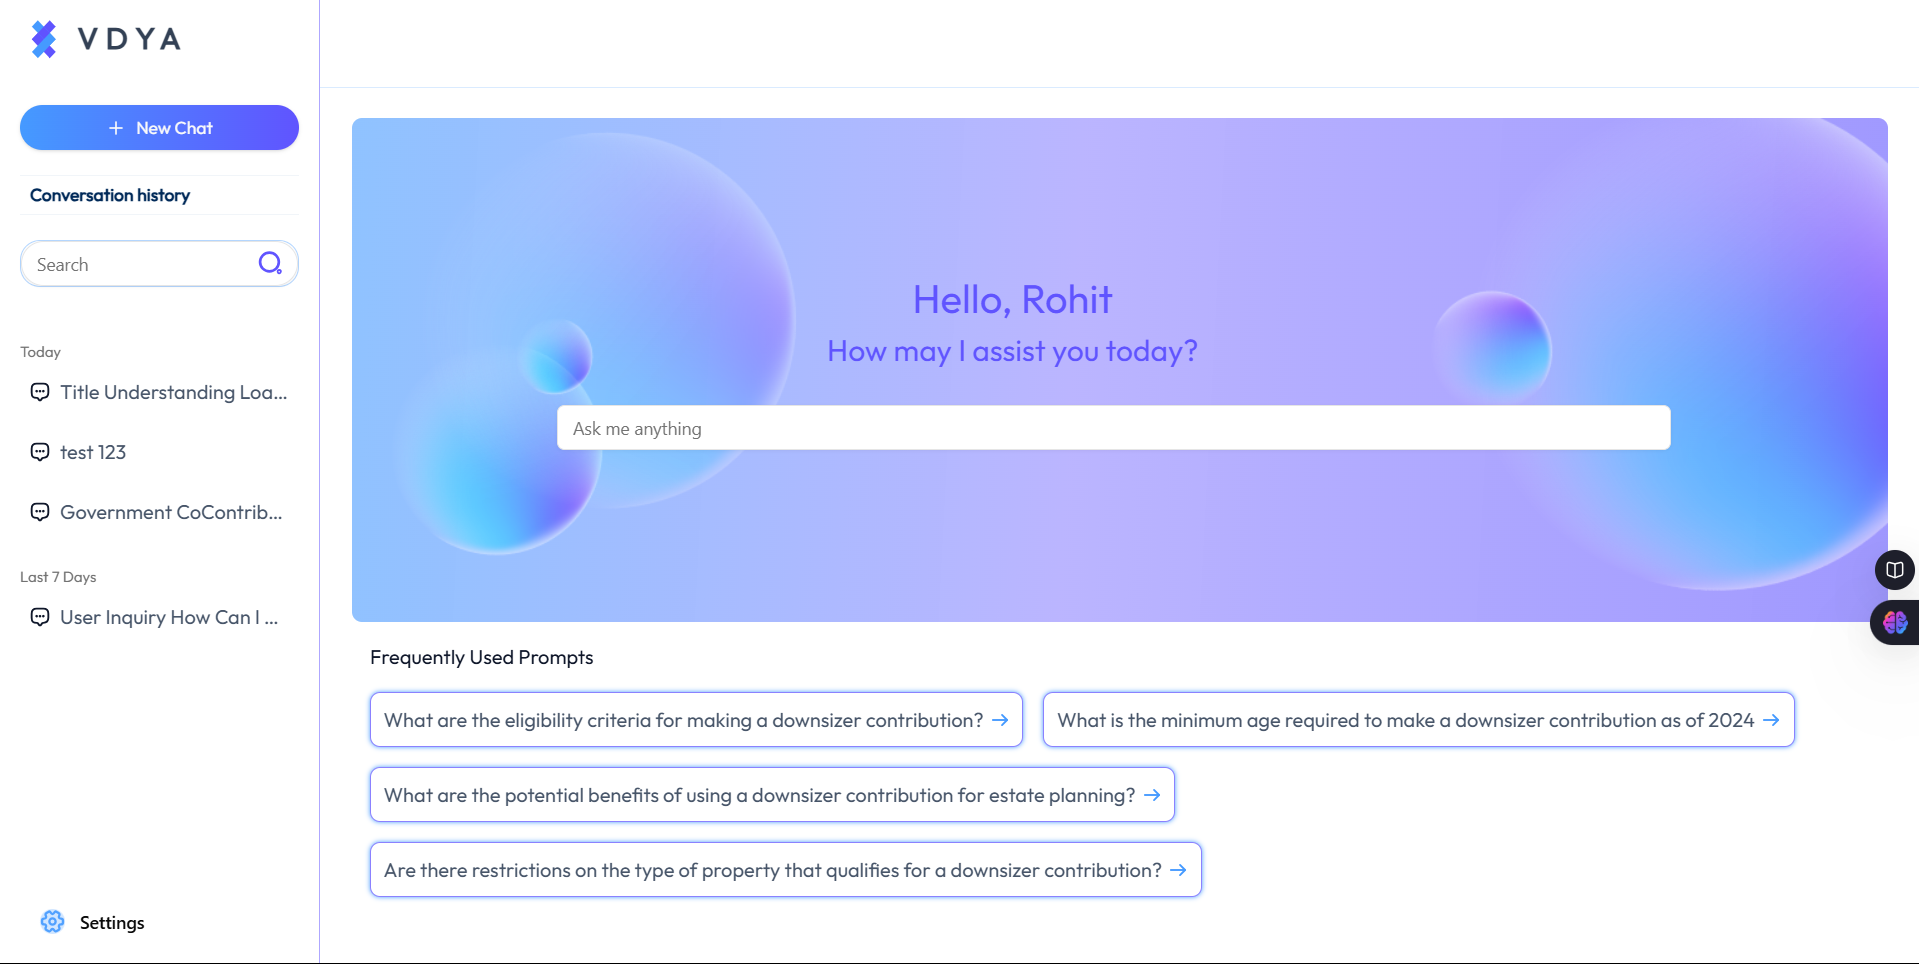 VDYA
New Chat
Conversation history
Search
Today
Title Understanding Loa...
test 123
Government CoContrib...
Last 7 Days
User Inquiry How Can I ...
Settings
Hello, Rohit
How may I assist you today?
Ask me anything
Frequently Used Prompts
What are the eligibility criteria for making a downsizer contribution?
What is the minimum age required to make a downsizer contribution as of 2024
What are the potential benefits of using a downsizer contribution for estate planning?
Are there restrictions on the type of property that qualifies for a downsizer contribution?